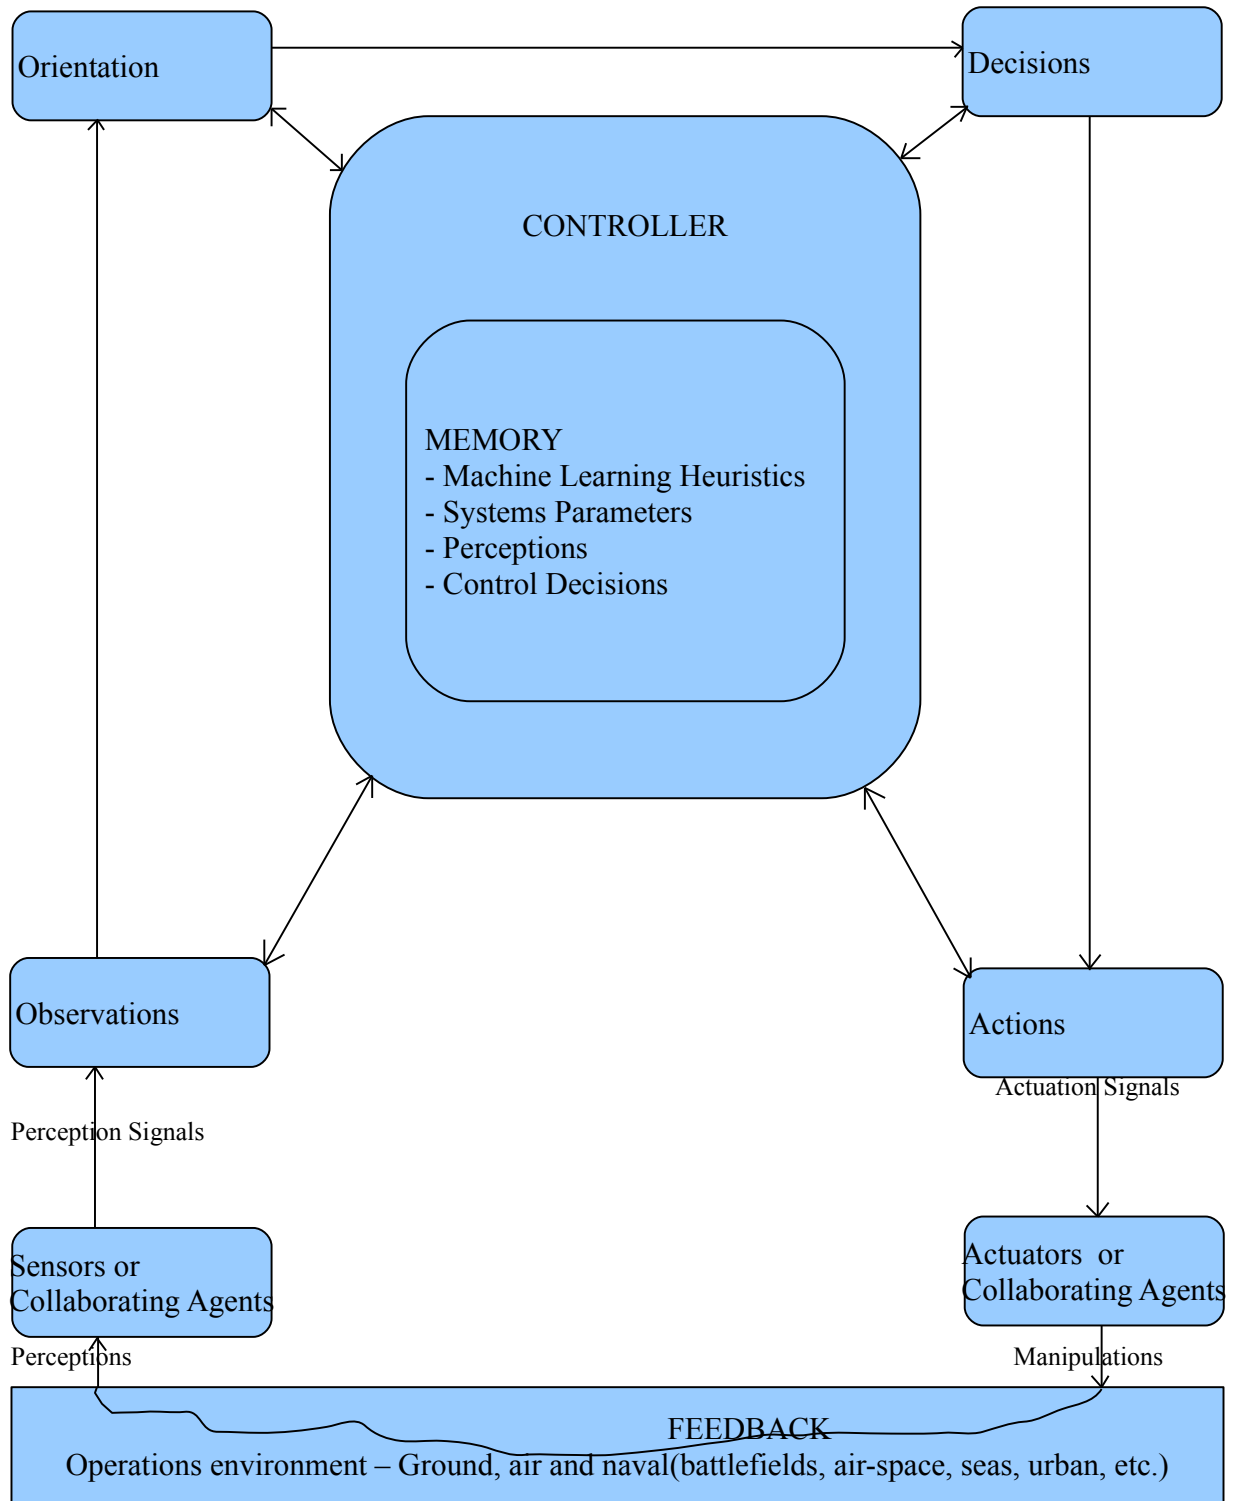 Orientation
Decisions
CONTROLLER
MEMORY
- Machine Learning Heuristics
- Systems Parameters
- Perceptions
- Control Decisions
Observations
Actions
Actuation Signals
Perception Signals
Sensors or
Collaborating Agents
Actuators  or
Collaborating Agents
Perceptions
Manipulations
FEEDBACK
Operations environment – Ground, air and naval(battlefields, air-space, seas, urban, etc.)